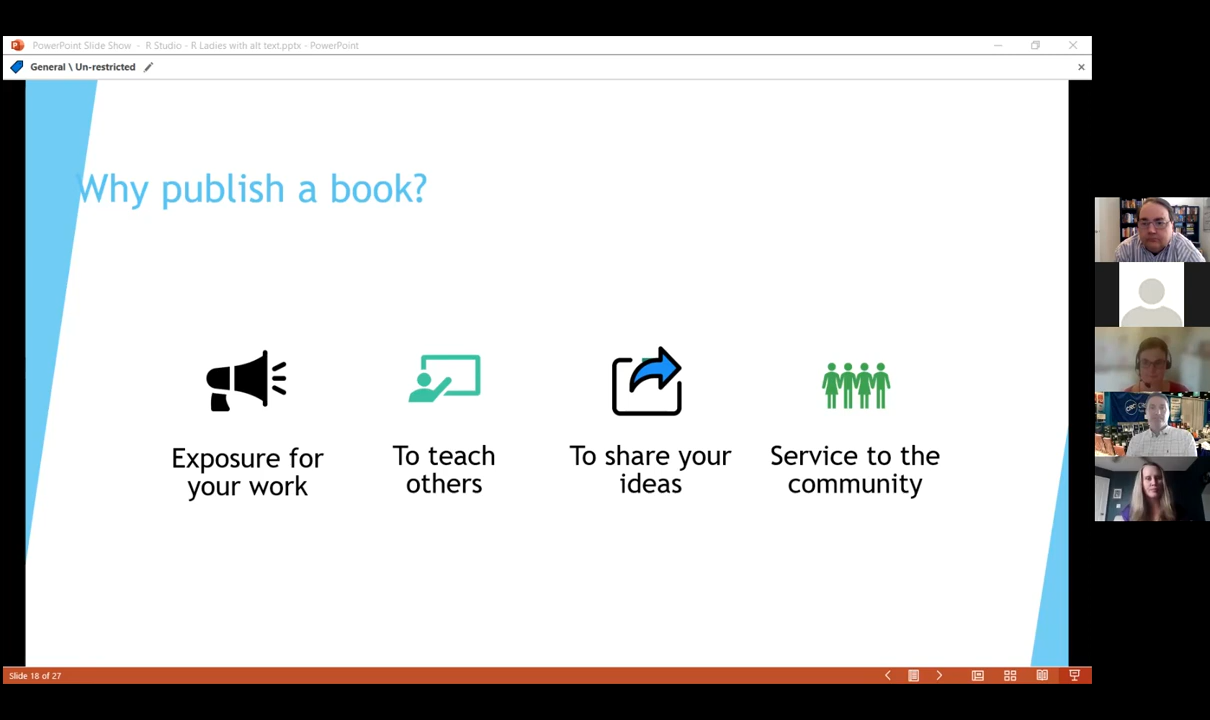 PowerPoint Slide Show - R Studio - R Ladies with alt text.pptx - PowerPoint
General \ Un-restricted
Why publish a book?
Exposure for
your work
To teach
others
To share your
ideas
Service to the
community
Slide 18 of 27